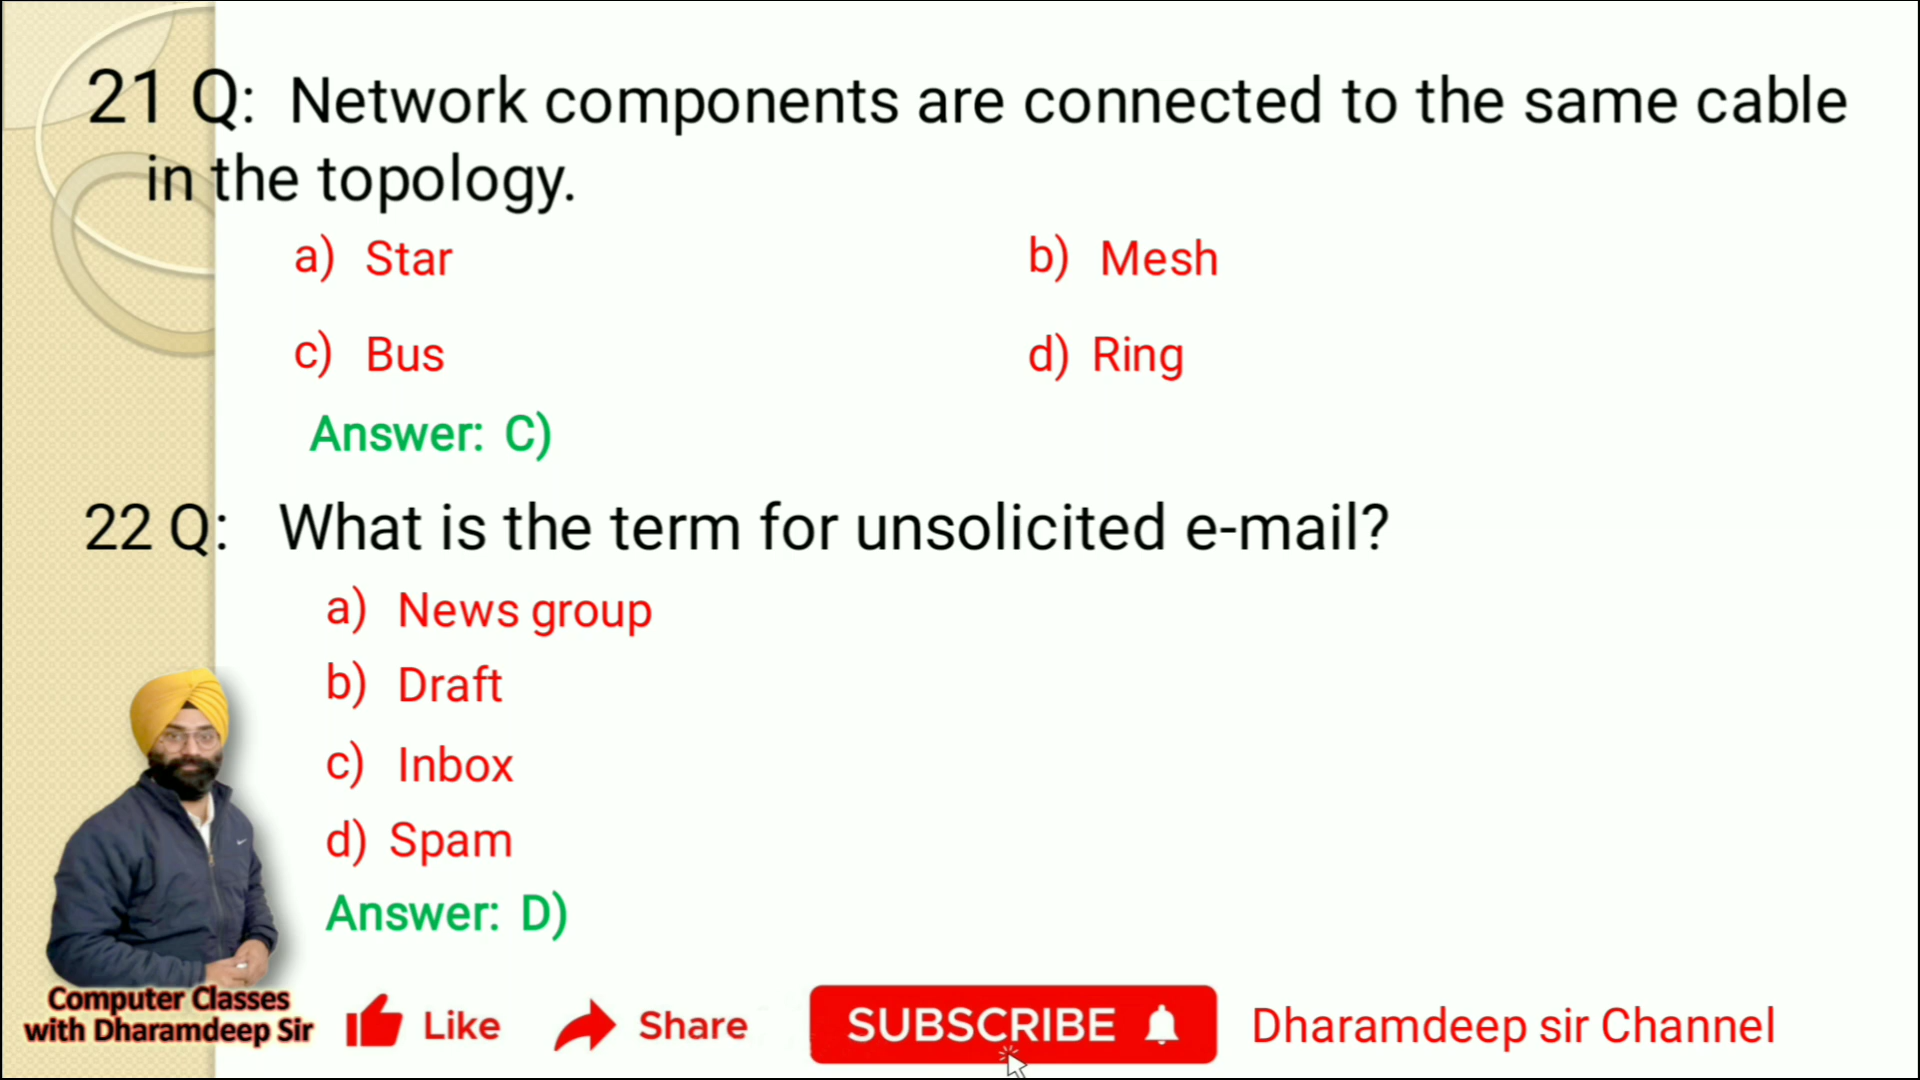 21 Q: Network components are connected to the same cable
in the topology.
a) Star
b) Mesh
c) Bus
d) Ring
Answer: C)
22 Q: What is the term for unsolicited e-mail?
a) News group
b) Draft
c) Inbox
d) Spam
Answer: D)
Computer Classes
with Dharamdeep Sir
Like
Share
SUBSCRIBE
Dharamdeep sir Channel